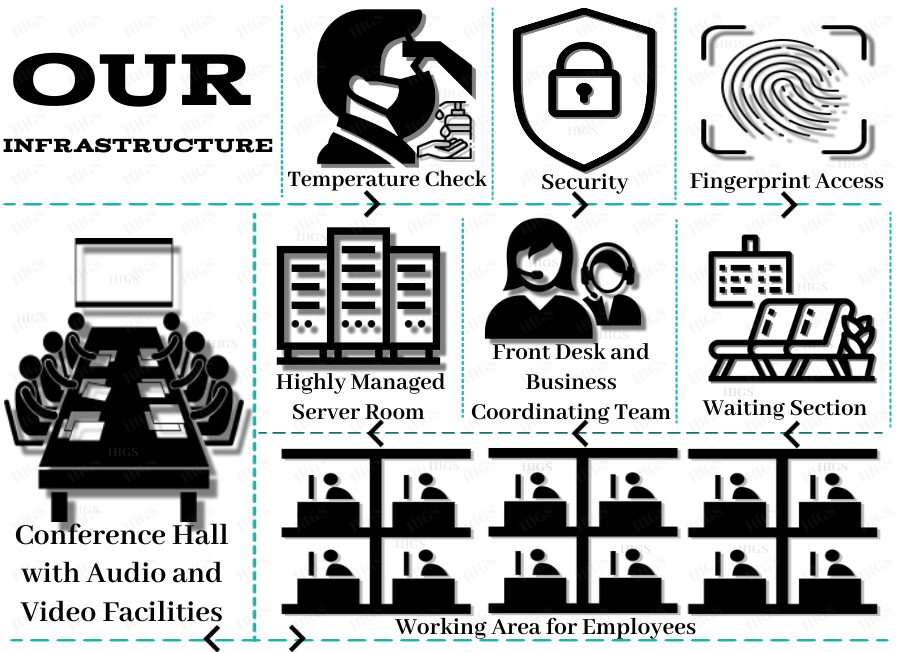 OUR
INFRASTRUCTURE
Temperature Check
Security
Fingerprint Access
Highly Managed
Server Room
Front Desk and
Business
Coordinating Team
Waiting Section
Conference Hall
with Audio and
Video Facilities
Working Area for Employees
HIGS